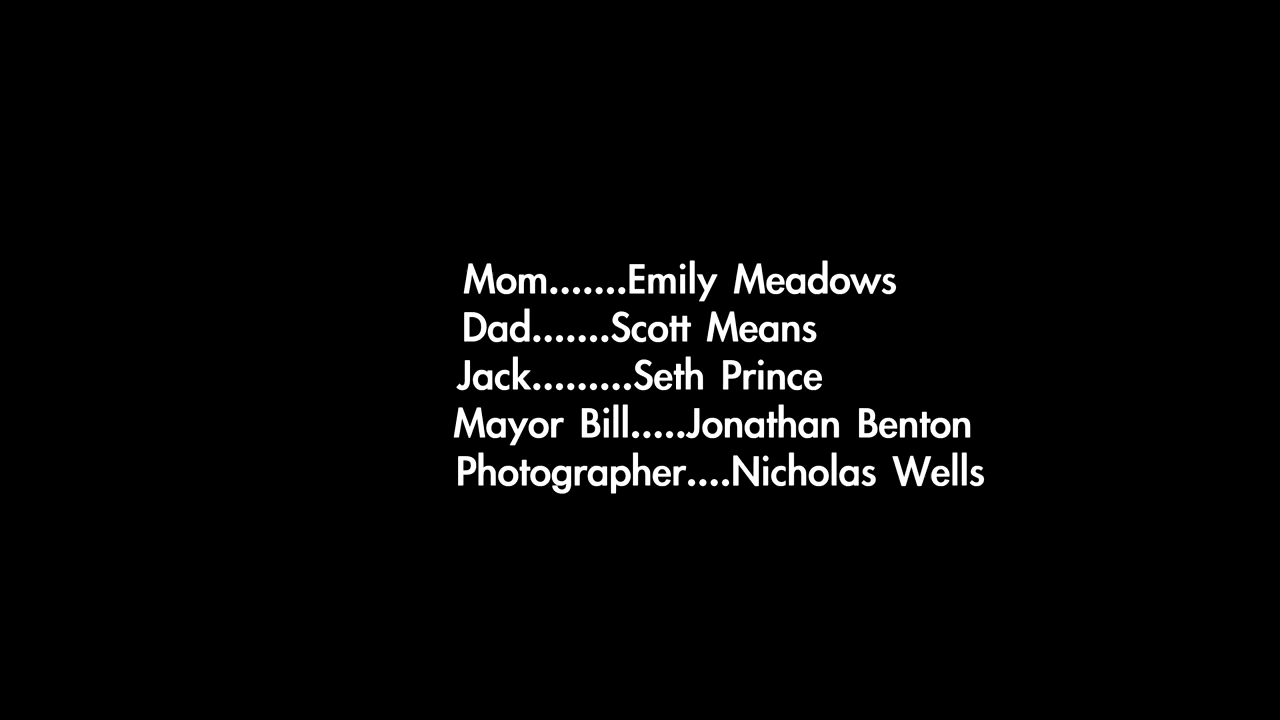 Mom.......Emily Meadows
Dad.......Scott Means
Jack.........Seth Prince
Mayor Bill.....Jonathan Benton
Photographer....Nicholas Wells